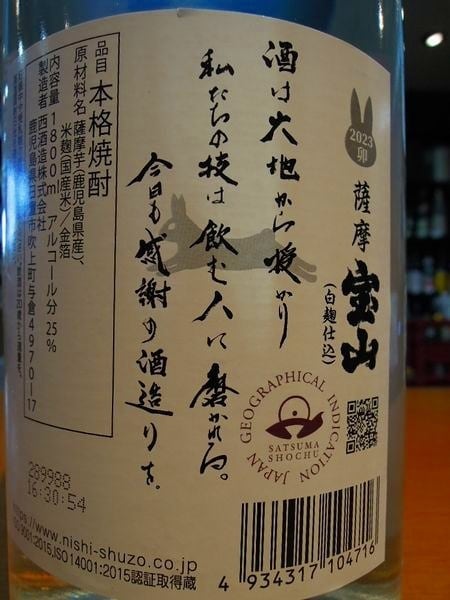 2023
卯
薩摩
宝山
(白麹仕込)
酒は大地から授かり
私たちの技は飲む人に磨かれる。
今日も感謝の酒造りを。
JAPAN GEOGRAPHICAL INDICATION
SATSUMA
SHOCHU
品目 本格焼酎
原材料名 薩摩芋(鹿児島県産)、
米麹(国産米)/金箔
内容量 1800ml アルコール分 25%
製造者 西酒造株式会社
鹿児島県日置市吹上町与倉4970-17
289988
16:30:54
https://www.nishi-shuzo.co.jp
ISO 9001:2015,ISO14001:2015認証取得蔵
4 934317 104716